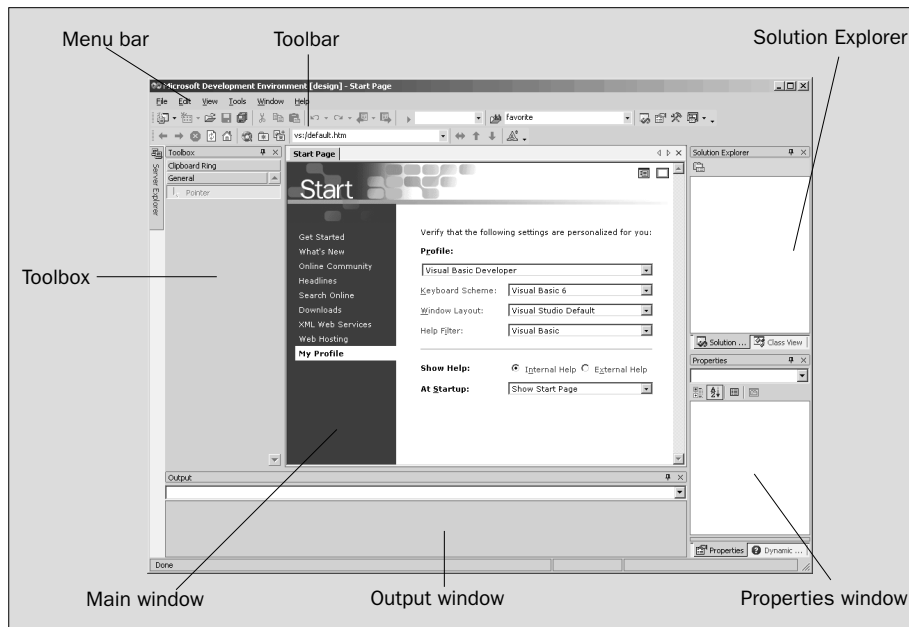 Menu bar
Toolbar
Solution Explorer
Microsoft Development Environment [design] - Start Page
File Edit View Tools Window Help
favorite
vs:/default.htm
Server Explorer
Toolbox
Clipboard Ring
General
Pointer
Start Page
Start
Get Started
What's New
Online Community
Headlines
Search Online
Downloads
XML Web Services
Web Hosting
My Profile
Verify that the following settings are personalized for you:
Profile:
Visual Basic Developer
Keyboard Scheme: Visual Basic 6
Window Layout: Visual Studio Default
Help Filter: Visual Basic
Show Help: Internal Help External Help
At Startup: Show Start Page
Solution Explorer
Solution ... Class View
Properties
Properties Dynamic ...
Toolbox
Output
Done
Main window
Output window
Properties window